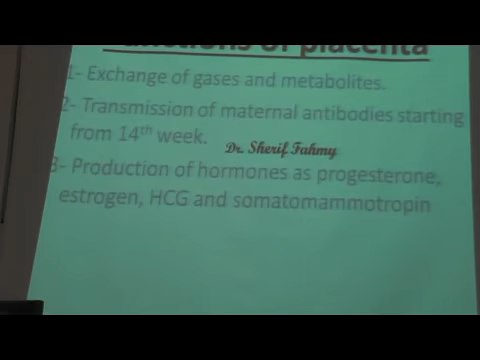 Functions of placenta
1- Exchange of gases and metabolites.
2- Transmission of maternal antibodies starting
from 14th week.
Dr. Sherif Fahmy
3- Production of hormones as progesterone,
estrogen, HCG and somatomammotropin